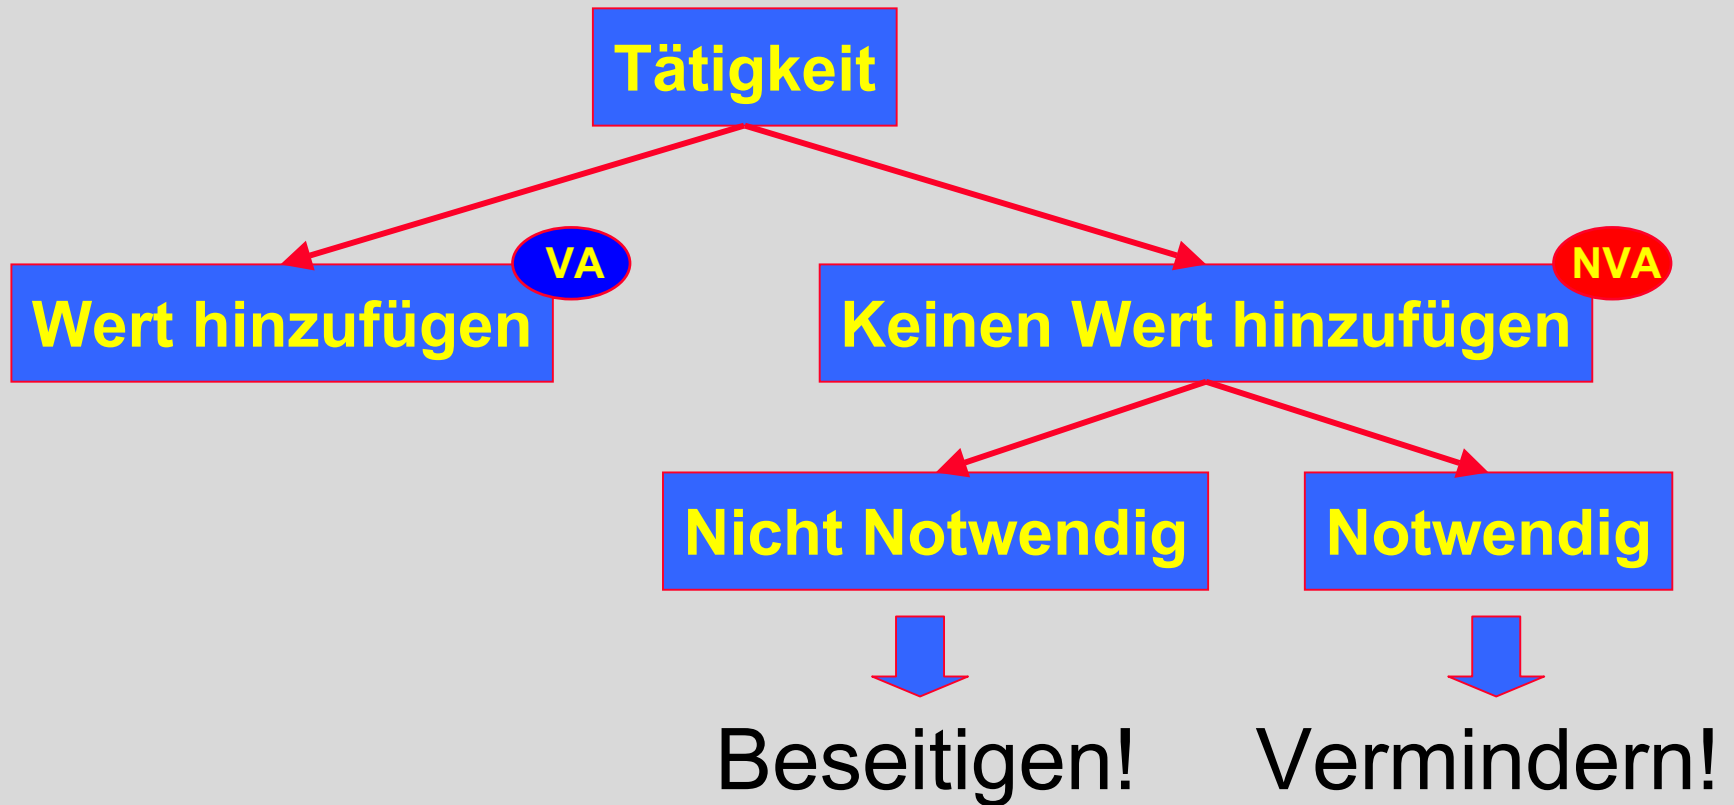 Tätigkeit
VA
NVA
Wert hinzufügen
Keinen Wert hinzufügen
Nicht Notwendig
Notwendig
Beseitigen!
Vermindern!